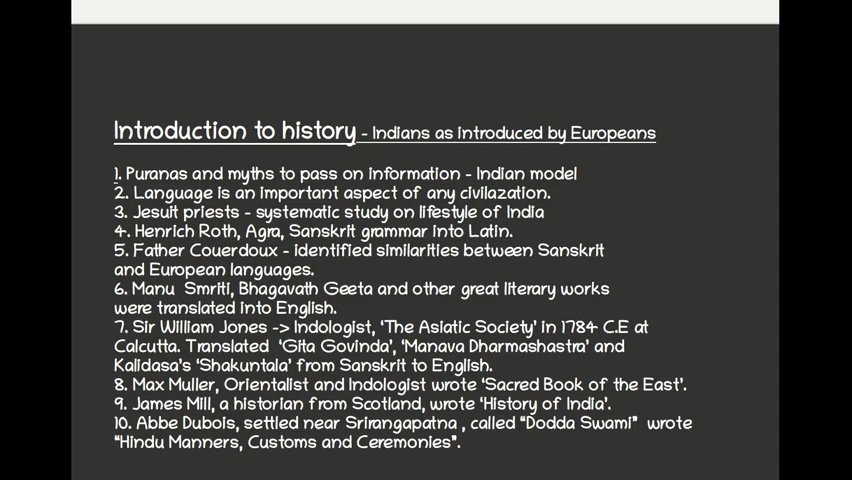 Introduction to history - Indians as introduced by Europeans
1. Puranas and myths to pass on information - Indian model
2. Language is an important aspect of any civilazation.
3. Jesuit priests - systematic study on lifestyle of India
4. Henrich Roth, Agra, Sanskrit grammar into Latin.
5. Father Couerdoux - identified similarities between Sanskrit
and European languages.
6. Manu Smriti, Bhagavath Geeta and other great literary works
were translated into English.
7. Sir William Jones -> Indologist, 'The Asiatic Society' in 1784 C.E at
Calcutta. Translated 'Gita Govinda', 'Manava Dharmashastra' and
Kalidasa's 'Shakuntala' from Sanskrit to English.
8. Max Muller, Orientalist and Indologist wrote 'Sacred Book of the East'.
9. James Mill, a historian from Scotland, wrote 'History of India'.
10. Abbe Dubois, settled near Srirangapatna , called "Dodda Swami" wrote
"Hindu Manners, Customs and Ceremonies".